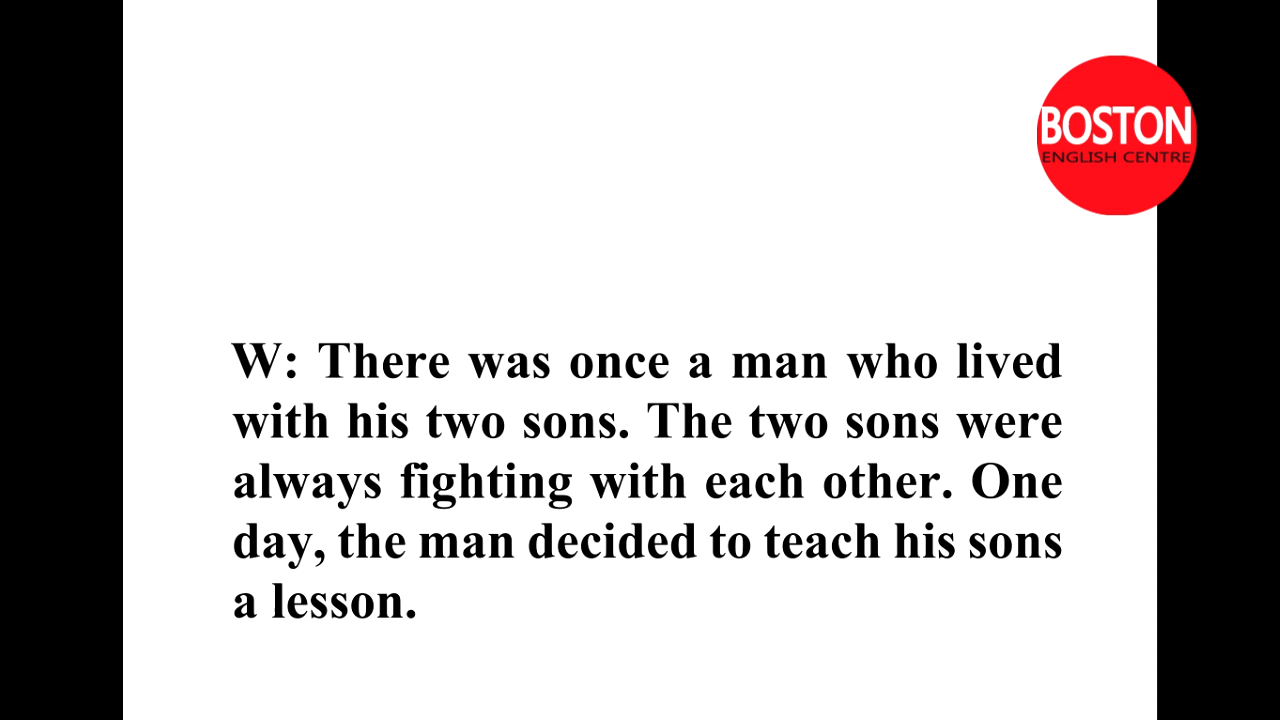 BOSTON
ENGLISH CENTRE
W: There was once a man who lived
with his two sons. The two sons were
always fighting with each other. One
day, the man decided to teach his sons
a lesson.